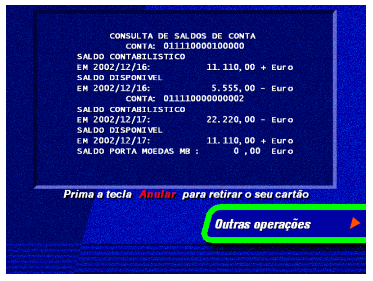 CONSULTA DE SALDOS DE CONTA
CONTA: 011110000100000
SALDO CONTABILISTICO
EM 2002/12/16: 11.110,00 + Euro
SALDO DISPONIVEL
EM 2002/12/16: 5.555,00 - Euro
CONTA: 011110000000002
SALDO CONTABILISTICO
EM 2002/12/17: 22.220,00 - Euro
SALDO DISPONIVEL
EM 2002/12/17: 11.110,00 + Euro
SALDO PORTA MOEDAS MB : 0 ,00 Euro
Prima a tecla Anular para retirar o seu cartão
Outras operações